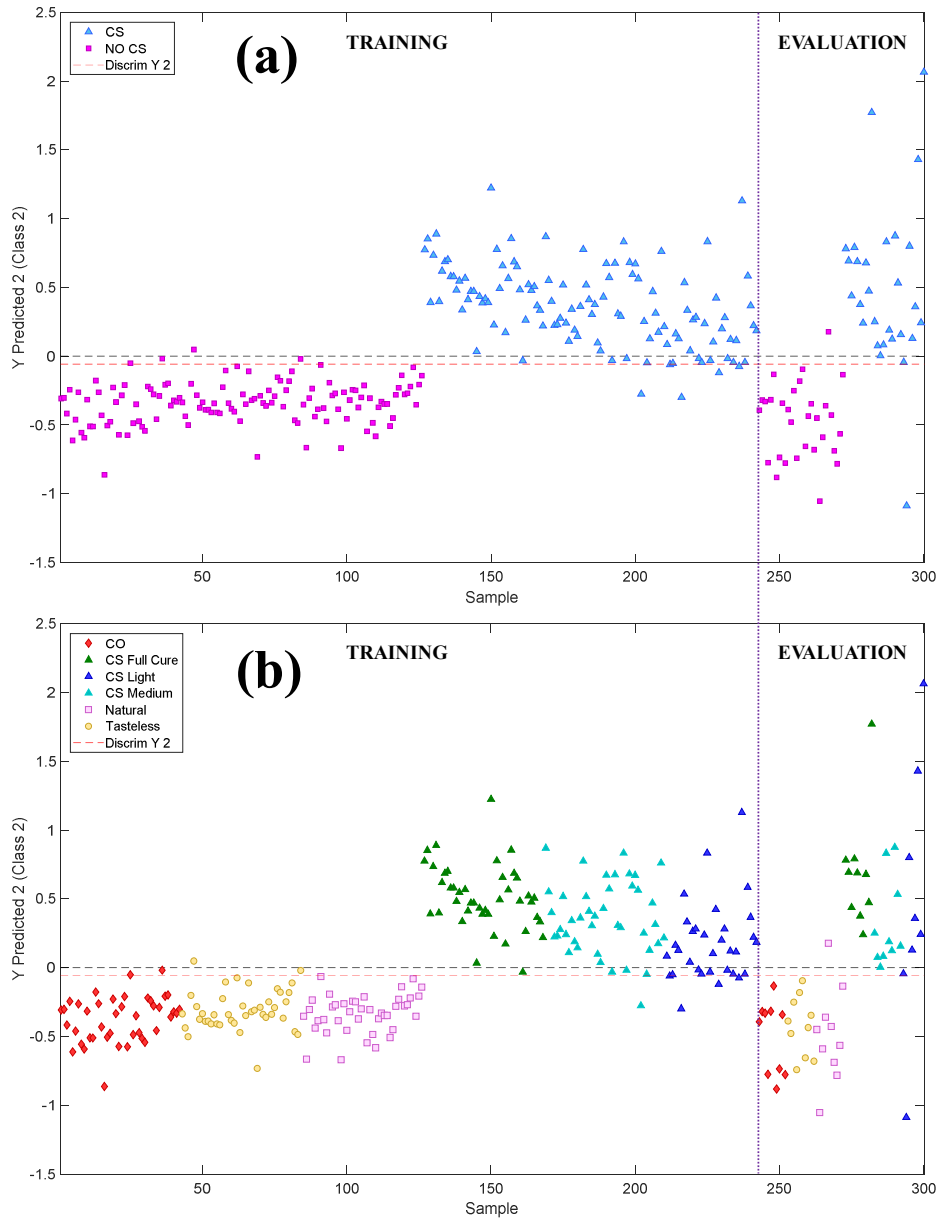 2.5
CS
NO CS
Discrim Y 2
(a)
TRAINING
EVALUATION
2
1.5
1
0.5
0
-0.5
-1
-1.5
Y Predicted 2 (Class 2)
50
100
150
200
250
300
Sample
2.5
CO
CS Full Cure
CS Light
CS Medium
Natural
Tasteless
Discrim Y 2
(b)
TRAINING
EVALUATION
2
1.5
1
0.5
0
-0.5
-1
-1.5
Y Predicted 2 (Class 2)
50
100
150
200
250
300
Sample